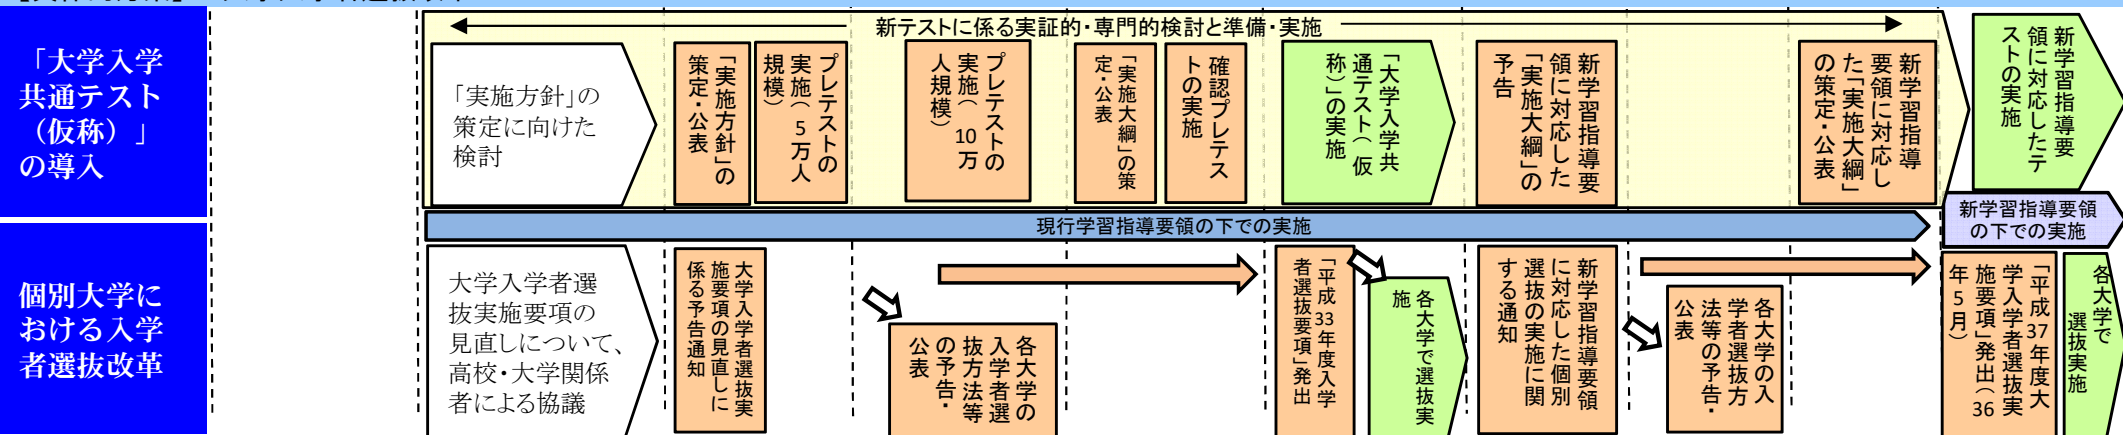 新テストに係る実証的・専門的検討と準備・実施
「大学入学
共通テスト
（仮称）」
の導入
「実施方針」の
策定に向けた
検討
「実施方針」の
策定・公表
プレテストの
実施（５万人
規模）
プレテストの
実施（10万
人規模）
「実施大綱」の策
定・公表
確認プレテス
トの実施
「大学入学共
通テスト（仮
称）」の実施
新学習指導要
領に対応した
「実施大綱」の
予告
新学習指導
要領に対応し
た「実施大綱」
の策定・公表
新学習指導要
領に対応したテ
ストの実施
現行学習指導要領の下での実施
新学習指導要領
の下での実施
個別大学に
おける入学
者選抜改革
大学入学者選
抜実施要項の
見直しについて、
高校・大学関係
者による協議
大学入学者選抜実
施要項の見直しに
係る予告通知
各大学の
入学者選
抜方法等
の予告・
公表
「平成33年度入学
者選抜要項」発出
各大学で選抜実
施
新学習指導要領
に対応した個別
選抜の実施に関
する通知
各大学の入
学者選抜方
法等の予告・
公表
「平成37年度大
学入学者選抜実
施要項」発出（36
年５月）
各大学で
選抜実施